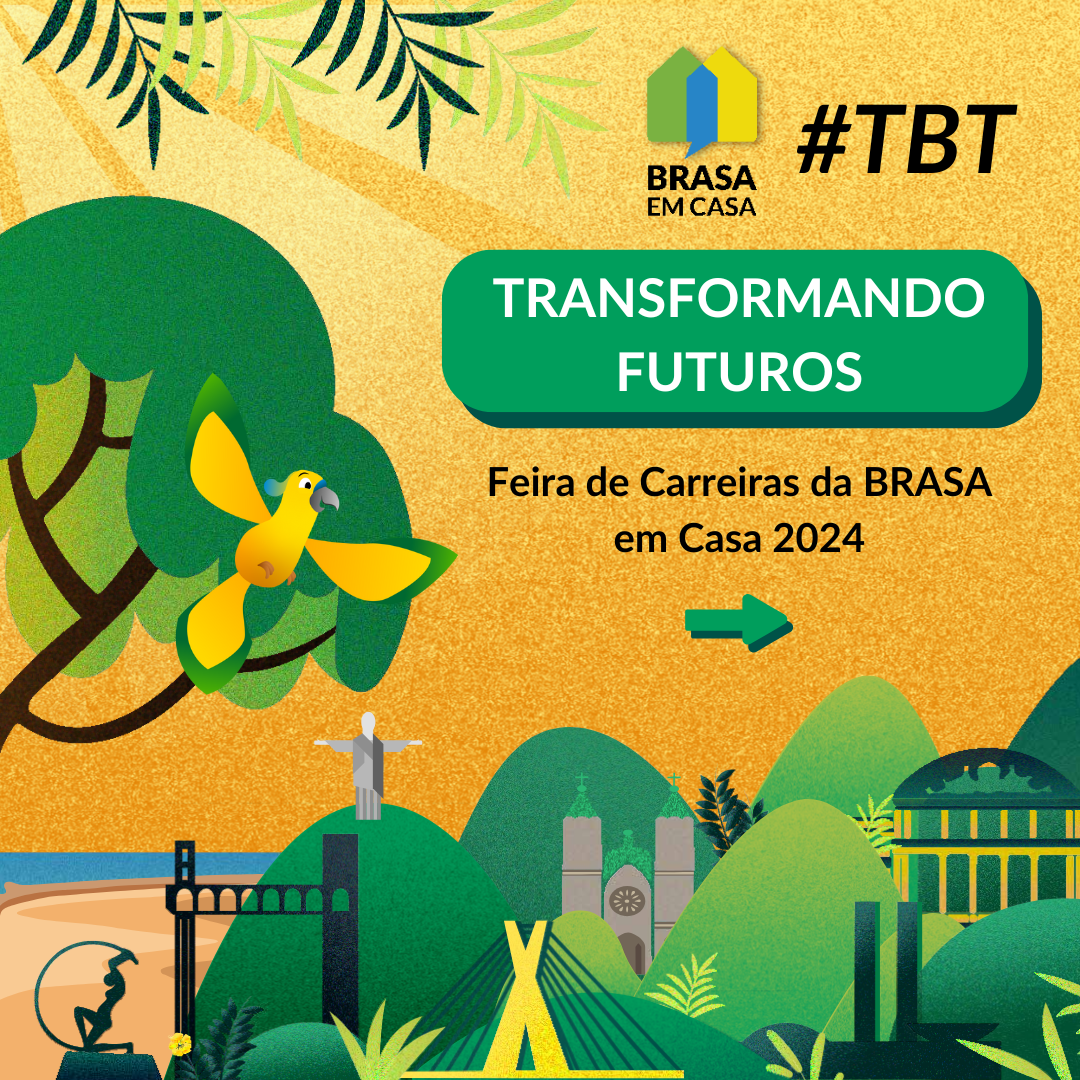 BRASA
EM CASA
#TBT
TRANSFORMANDO
FUTUROS
Feira de Carreiras da BRASA
em Casa 2024